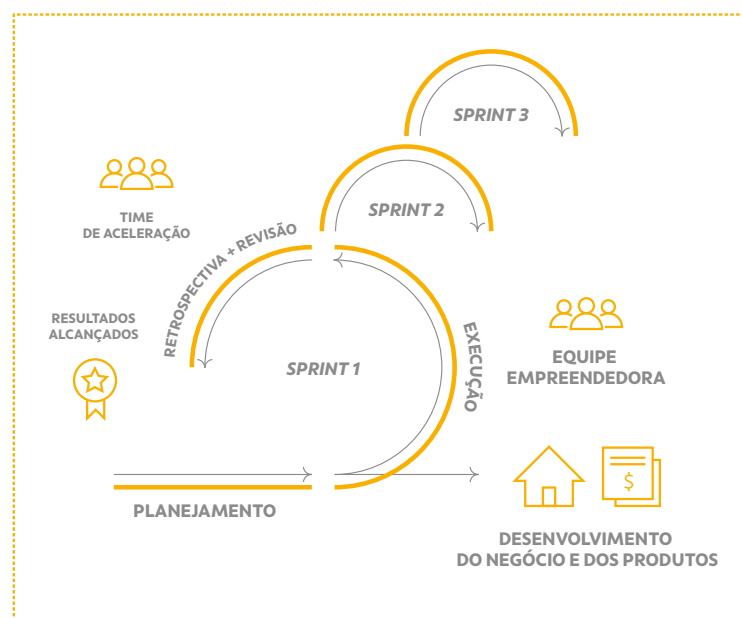 SPRINT 3
SPRINT 2
TIME
DE ACELERAÇÃO
RETROSPECTIVA + REVISÃO
RESULTADOS
ALCANÇADOS
SPRINT 1
EXECUÇÃO
EQUIPE
EMPREENDEDORA
PLANEJAMENTO
$
DESENVOLVIMENTO
DO NEGÓCIO E DOS PRODUTOS